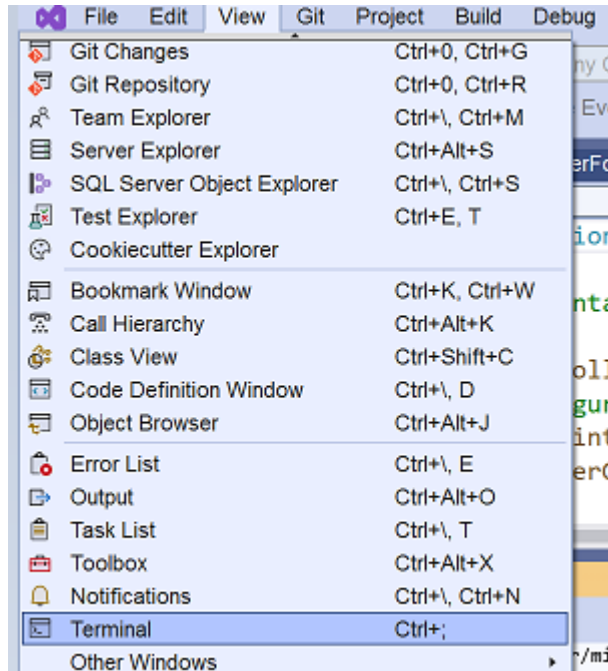 File Edit View Git Project Build Debug
Git Changes Ctrl+0, Ctrl+G
Git Repository Ctrl+0, Ctrl+R
Team Explorer Ctrl+\, Ctrl+M
Server Explorer Ctrl+Alt+S
SQL Server Object Explorer Ctrl+\, Ctrl+S
Test Explorer Ctrl+E, T
Cookiecutter Explorer
Bookmark Window Ctrl+K, Ctrl+W
Call Hierarchy Ctrl+Alt+K
Class View Ctrl+Shift+C
Code Definition Window Ctrl+\, D
Object Browser Ctrl+Alt+J
Error List Ctrl+\, E
Output Ctrl+Alt+O
Task List Ctrl+\, T
Toolbox Ctrl+Alt+X
Notifications Ctrl+\, Ctrl+N
Terminal Ctrl+;
Other Windows